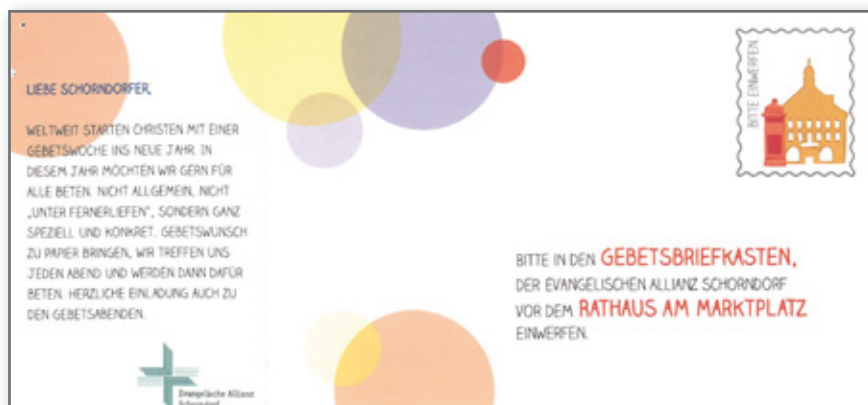 LIEBE SCHORNDORFER,
WELTWEIT STARTEN CHRISTEN MIT EINER
GEBETSWOCHE INS NEUE JAHR. IN
DIESEM JAHR MÖCHTEN WIR GERN FÜR
ALLE BETEN. NICHT ALLGEMEIN, NICHT
„UNTER FERNERLIEFEN“, SONDERN GANZ
SPEZIELL UND KONKRET. GEBETSWUNSCH
ZU PAPIER BRINGEN, WIR TREFFEN UNS
JEDEN ABEND UND WERDEN DANN DAFÜR
BETEN. HERZLICHE EINLADUNG AUCH ZU
DEN GEBETSABENDEN.
Evangelische Allianz
Schorndorf
BITTE EINWERFEN
BITTE IN DEN GEBETSBRIEFKASTEN,
DER EVANGELISCHEN ALLIANZ SCHORNDORF
VOR DEM RATHAUS AM MARKTPLATZ
EINWERFEN.